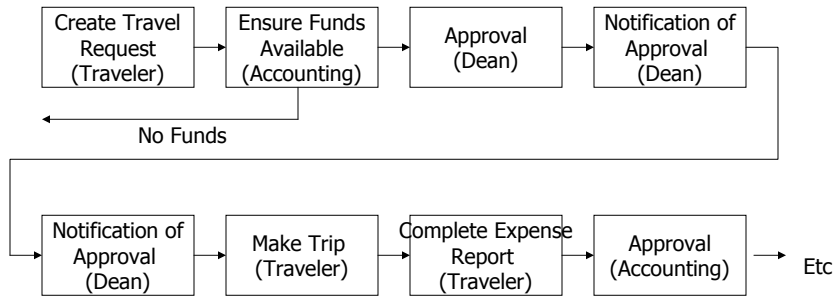 Create Travel
Request
(Traveler)
Ensure Funds
Available
(Accounting)
Approval
(Dean)
Notification of
Approval
(Dean)
No Funds
Notification of
Approval
(Dean)
Make Trip
(Traveler)
Complete Expense
Report
(Traveler)
Approval
(Accounting)
Etc